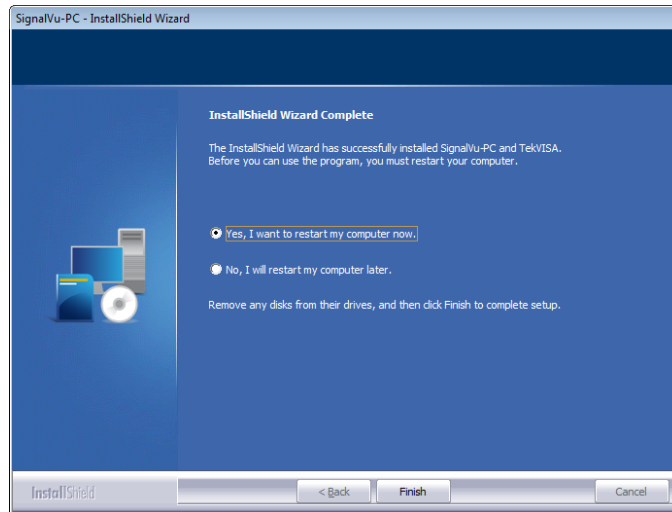 SignalVu-PC - InstallShield Wizard
InstallShield Wizard Complete
The InstallShield Wizard has successfully installed SignalVu-PC and TekVISA.
Before you can use the program, you must restart your computer.
Yes, I want to restart my computer now.
No, I will restart my computer later.
Remove any disks from their drives, and then click Finish to complete setup.
InstallShield
< Back
Finish
Cancel